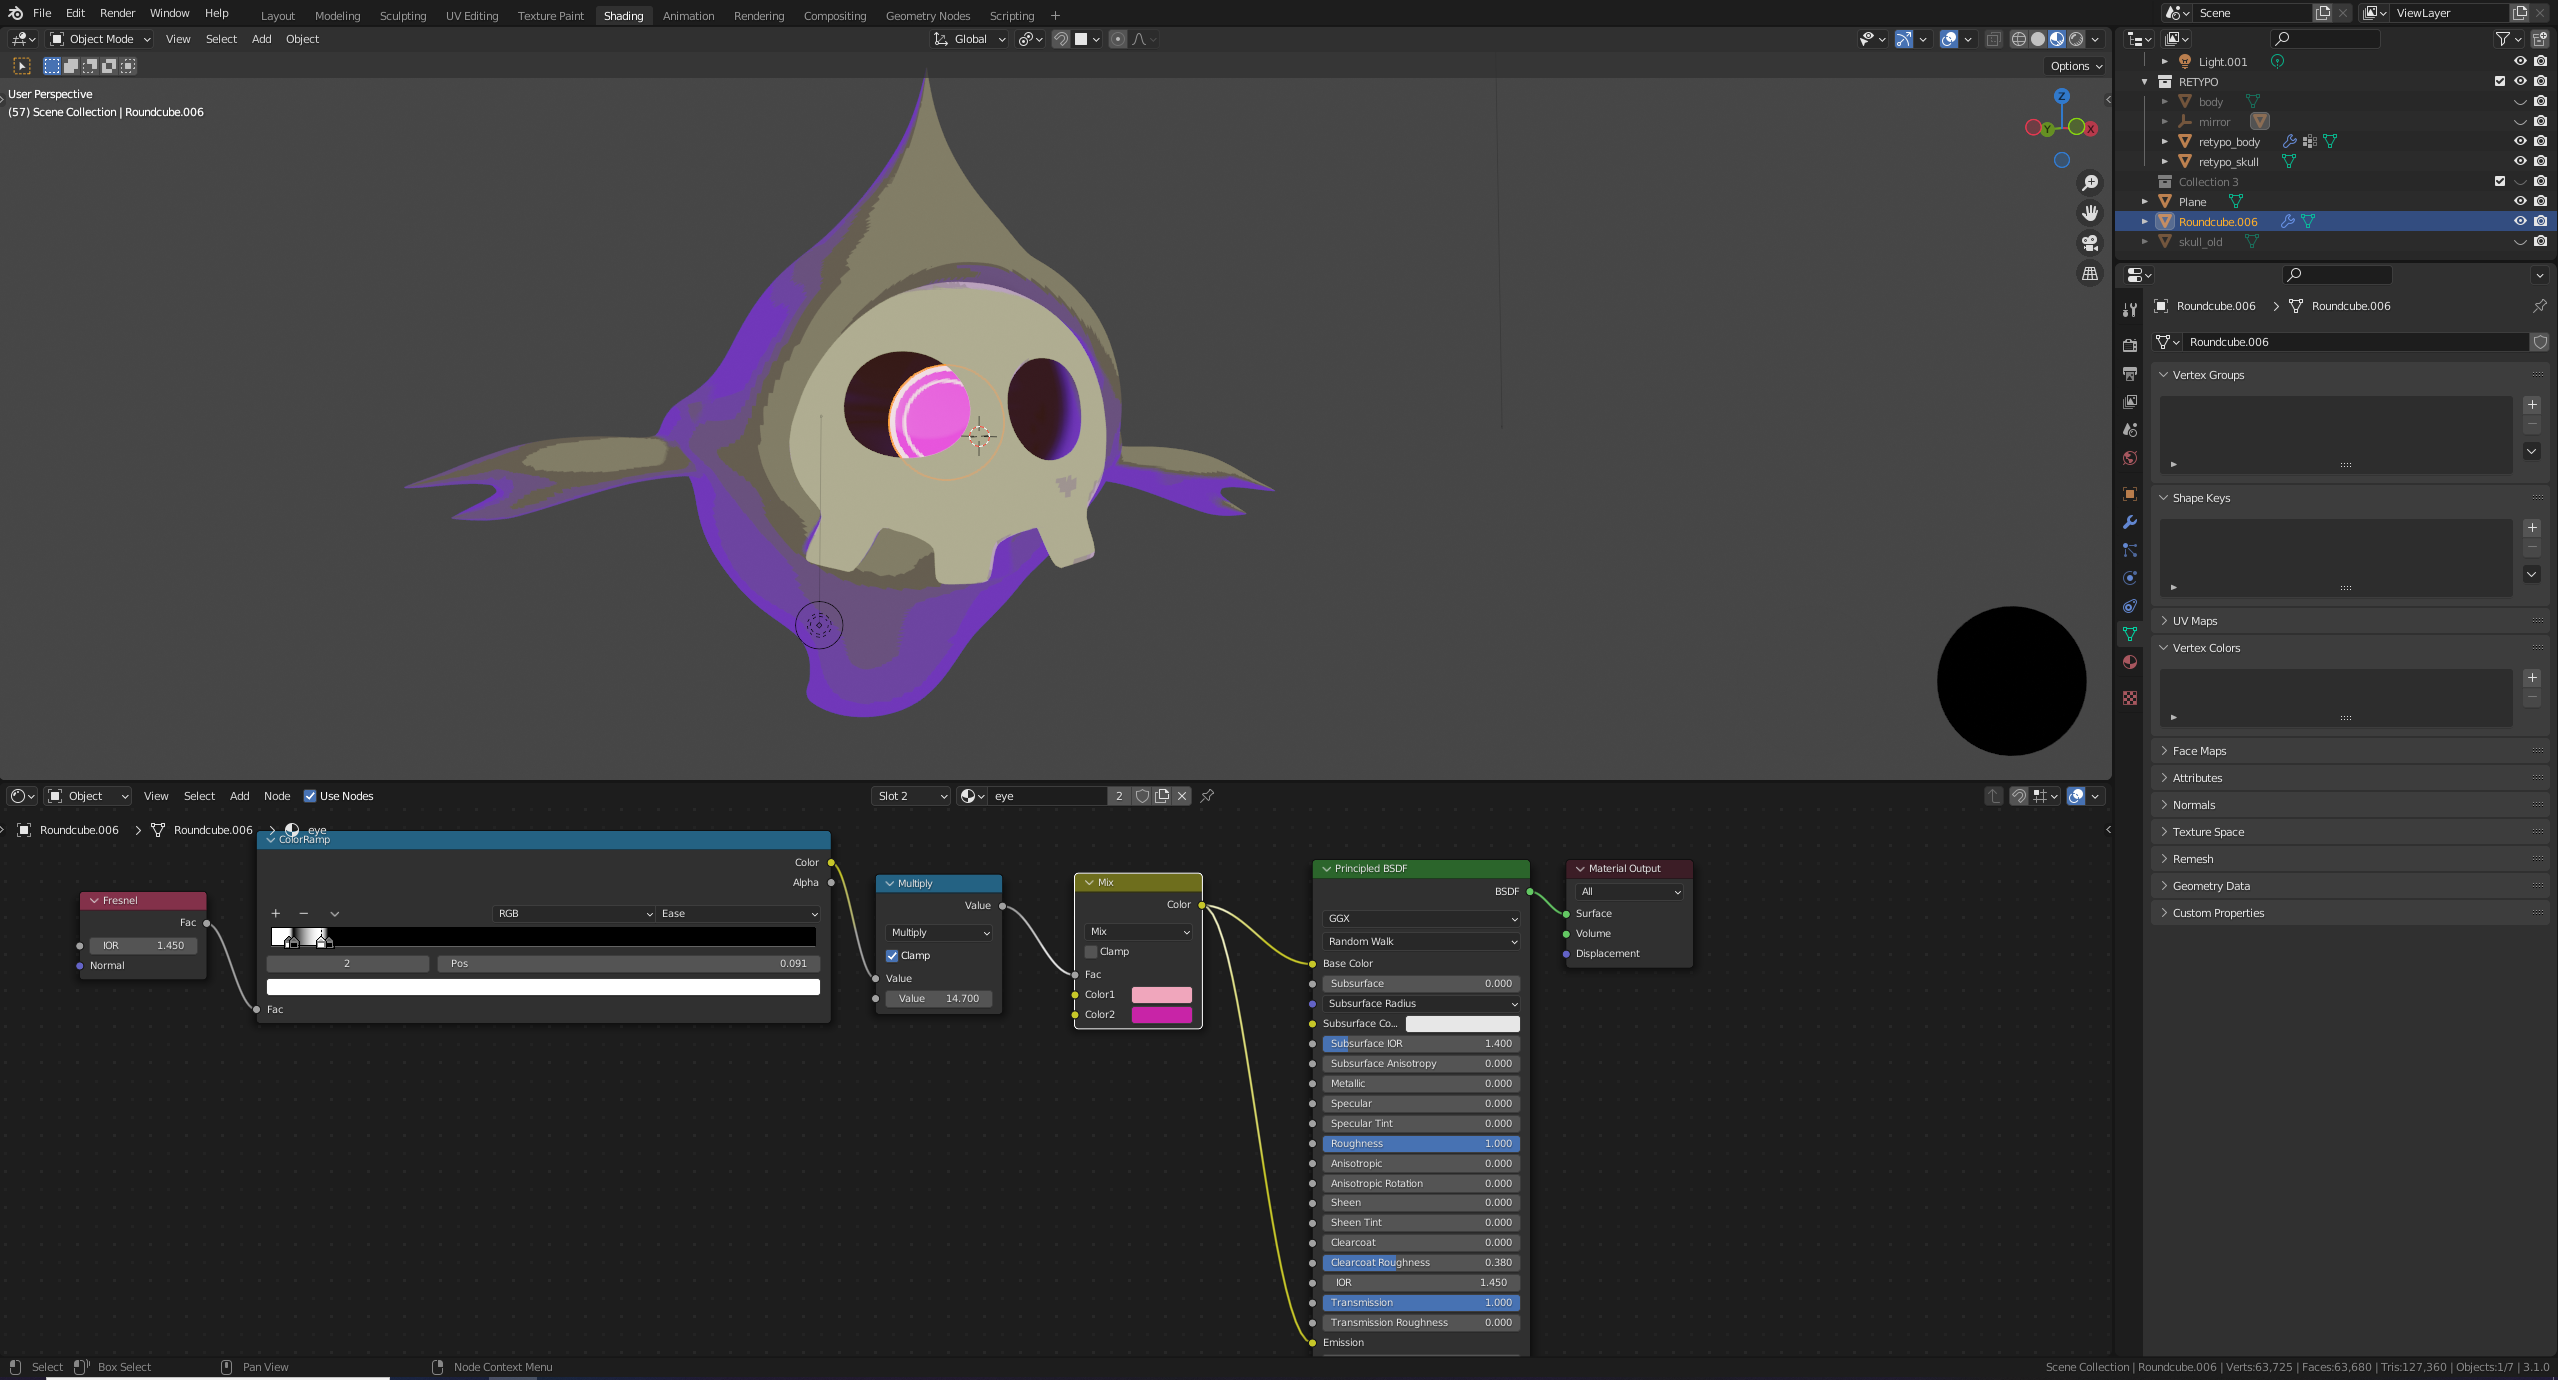 File Edit Render Window Help Layout Modeling Sculpting UV Editing Texture Paint Shading Animation Rendering Compositing Geometry Nodes Scripting + Scene ViewLayer
Object Mode View Select Add Object Global
Options
User Perspective
(57) Scene Collection | Roundcube.006
Z
Y
X
Light.001
RETYPO
body
mirror
retypo_body
retypo_skull
Collection 3
Plane
Roundcube.006
skull_old
Roundcube.006 > Roundcube.006
Roundcube.006
Vertex Groups
Shape Keys
UV Maps
Vertex Colors
Face Maps
Attributes
Normals
Texture Space
Remesh
Geometry Data
Custom Properties
Object View Select Add Node Use Nodes Slot 2 eye 2
Roundcube.006 > Roundcube.006 > eye
Fresnel
Fac
IOR 1.450
Normal
ColorRamp
Color
Alpha
RGB Ease
2 Pos 0.091
Fac
Multiply
Value
Multiply
Clamp
Value
Value 14.700
Mix
Color
Mix
Clamp
Fac
Color1
Color2
Principled BSDF
BSDF
GGX
Random Walk
Base Color
Subsurface 0.000
Subsurface Radius
Subsurface Co...
Subsurface IOR 1.400
Subsurface Anisotropy 0.000
Metallic 0.000
Specular 0.000
Specular Tint 0.000
Roughness 1.000
Anisotropic 0.000
Anisotropic Rotation 0.000
Sheen 0.000
Sheen Tint 0.000
Clearcoat 0.000
Clearcoat Roughness 0.380
IOR 1.450
Transmission 1.000
Transmission Roughness 0.000
Emission
Material Output
All
Surface
Volume
Displacement
Select Box Select Pan View Node Context Menu
Scene Collection | Roundcube.006 | Verts:63,725 | Faces:63,680 | Tris:127,360 | Objects:1/7 | 3.1.0